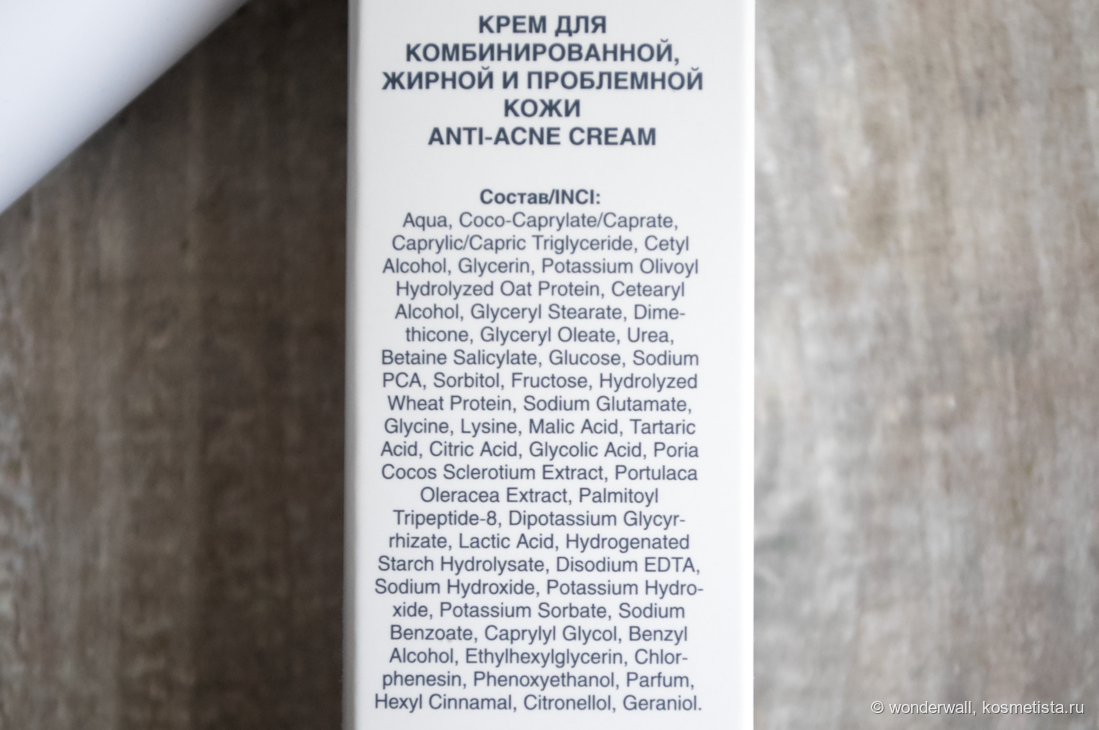 КРЕМ ДЛЯ
КОМБИНИРОВАННОЙ,
ЖИРНОЙ И ПРОБЛЕМНОЙ
КОЖИ
ANTI-ACNE CREAM
Состав/INCI:
Aqua, Coco-Caprylate/Caprate,
Caprylic/Capric Triglyceride, Cetyl
Alcohol, Glycerin, Potassium Olivoyl
Hydrolyzed Oat Protein, Cetearyl
Alcohol, Glyceryl Stearate, Dime-
thicone, Glyceryl Oleate, Urea,
Betaine Salicylate, Glucose, Sodium
PCA, Sorbitol, Fructose, Hydrolyzed
Wheat Protein, Sodium Glutamate,
Glycine, Lysine, Malic Acid, Tartaric
Acid, Citric Acid, Glycolic Acid, Poria
Cocos Sclerotium Extract, Portulaca
Oleracea Extract, Palmitoyl
Tripeptide-8, Dipotassium Glycyr-
rhizate, Lactic Acid, Hydrogenated
Starch Hydrolysate, Disodium EDTA,
Sodium Hydroxide, Potassium Hydro-
xide, Potassium Sorbate, Sodium
Benzoate, Caprylyl Glycol, Benzyl
Alcohol, Ethylhexylglycerin, Chlor-
phenesin, Phenoxyethanol, Parfum,
Hexyl Cinnamal, Citronellol, Geraniol.
© wonderwall, kosmetista.ru